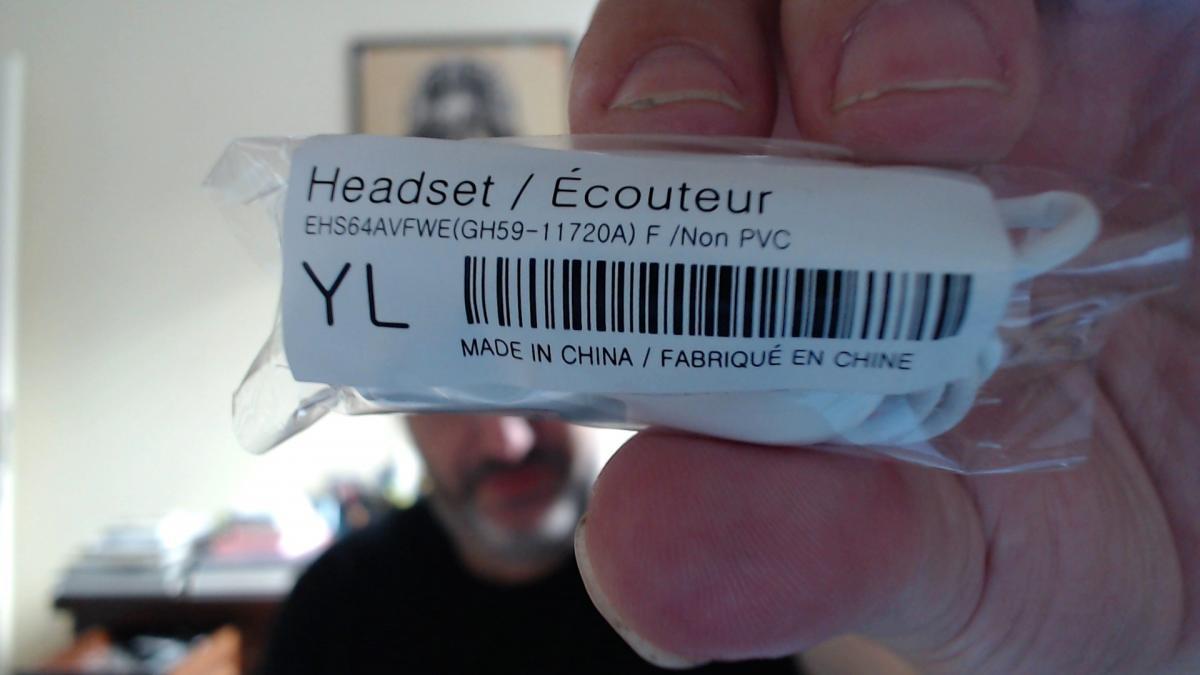 Headset / Écouteur
EHS64AVFWE(GH59-11720A) F /Non PVC
YL
MADE IN CHINA / FABRIQUÉ EN CHINE